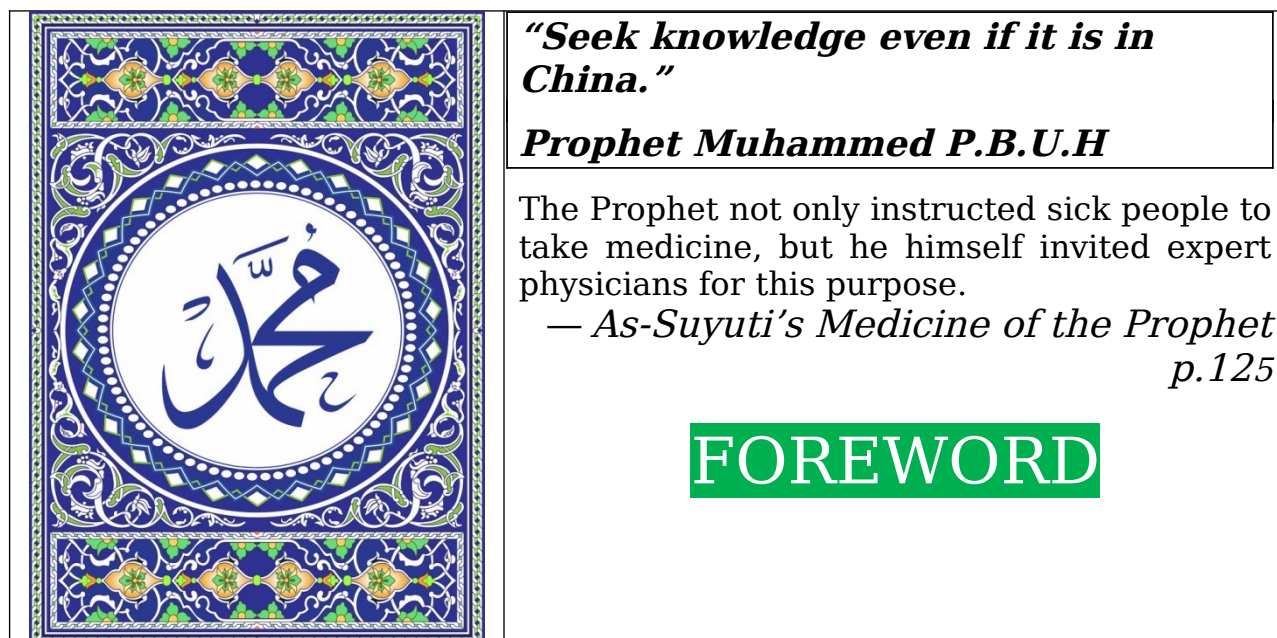 محمد
“Seek knowledge even if it is in
China.”
Prophet Muhammed P.B.U.H
The Prophet not only instructed sick people to
take medicine, but he himself invited expert
physicians for this purpose.
— As-Suyuti’s Medicine of the Prophet
p.125
FOREWORD